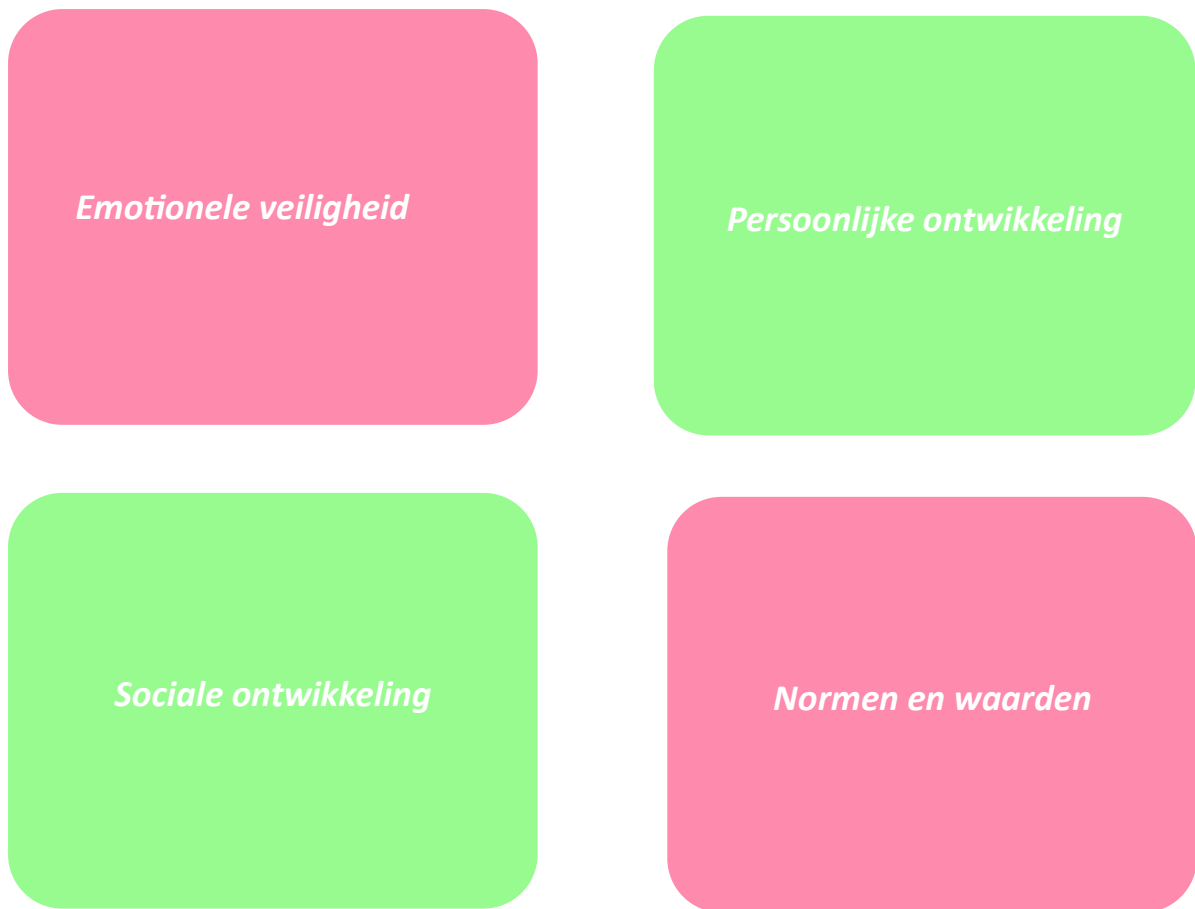 Emotionele veiligheid
Persoonlijke ontwikkeling
Sociale ontwikkeling
Normen en waarden